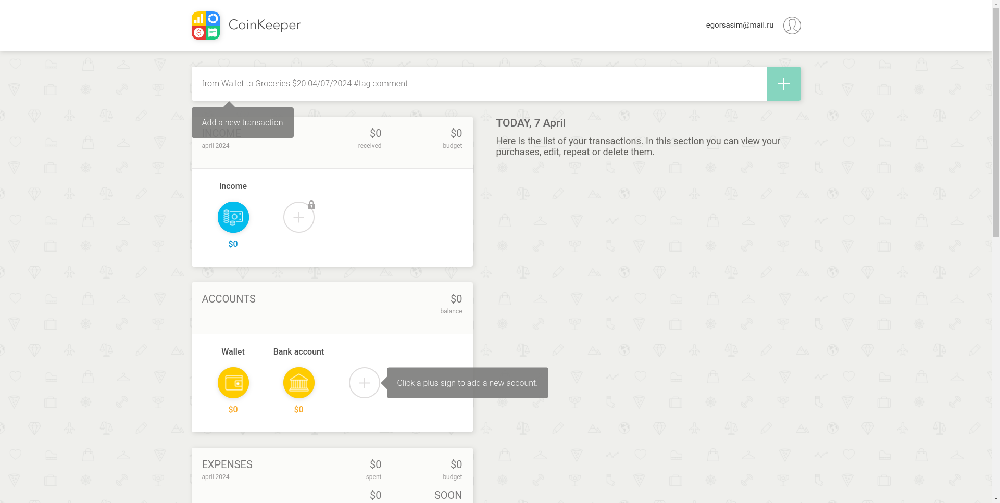 CoinKeeper
egorsasim@mail.ru
from Wallet to Groceries $20 04/07/2024 #tag comment
Add a new transaction
INCOME
$0
$0
april 2024
received
budget
TODAY, 7 April
Here is the list of your transactions. In this section you can view your
purchases, edit, repeat or delete them.
Income
$0
ACCOUNTS
$0
balance
Wallet
Bank account
Click a plus sign to add a new account.
$0
$0
EXPENSES
$0
$0
april 2024
spent
budget
$0
SOON